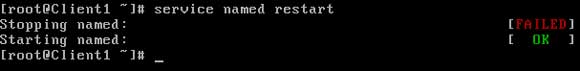 [root@Client1 ~]# service named restart
Stopping named: [FAILED]
Starting named: [  OK  ]
[root@Client1 ~]# _